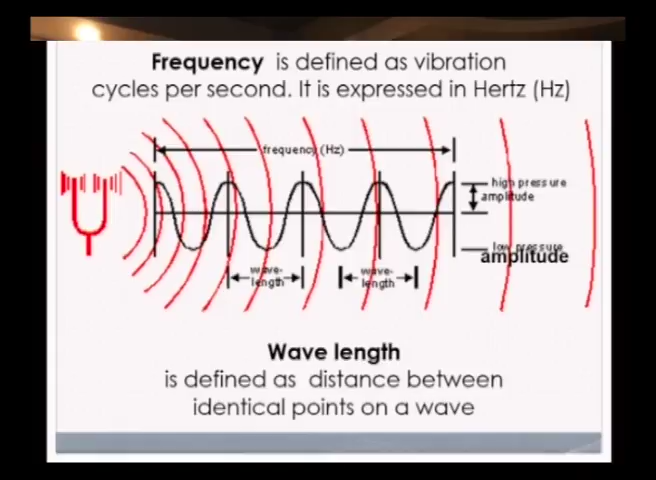 Frequency is defined as vibration
cycles per second. It is expressed in Hertz (Hz)
frequency (Hz)
high pressure
amplitude
low pressure
amplitude
wave-
length
wave-
length
Wave length
is defined as distance between
identical points on a wave